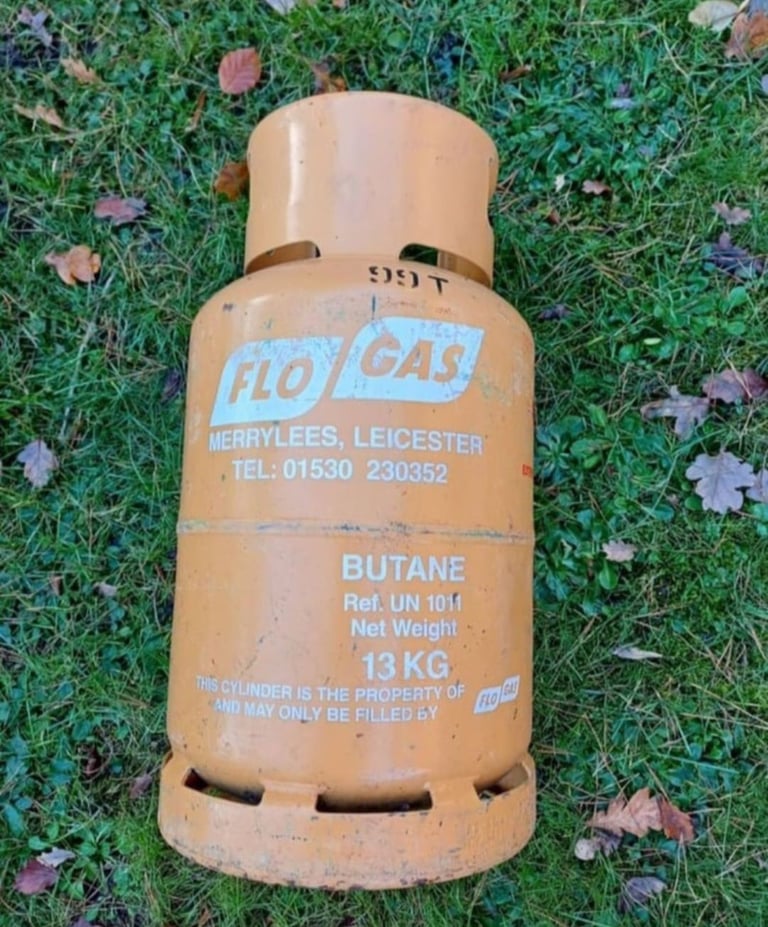 99T
FLO GAS
MERRYLEES, LEICESTER
TEL: 01530 230352
BUTANE
Ref. UN 1011
Net Weight
13 KG
THIS CYLINDER IS THE PROPERTY OF
AND MAY ONLY BE FILLED BY
FLO GAS